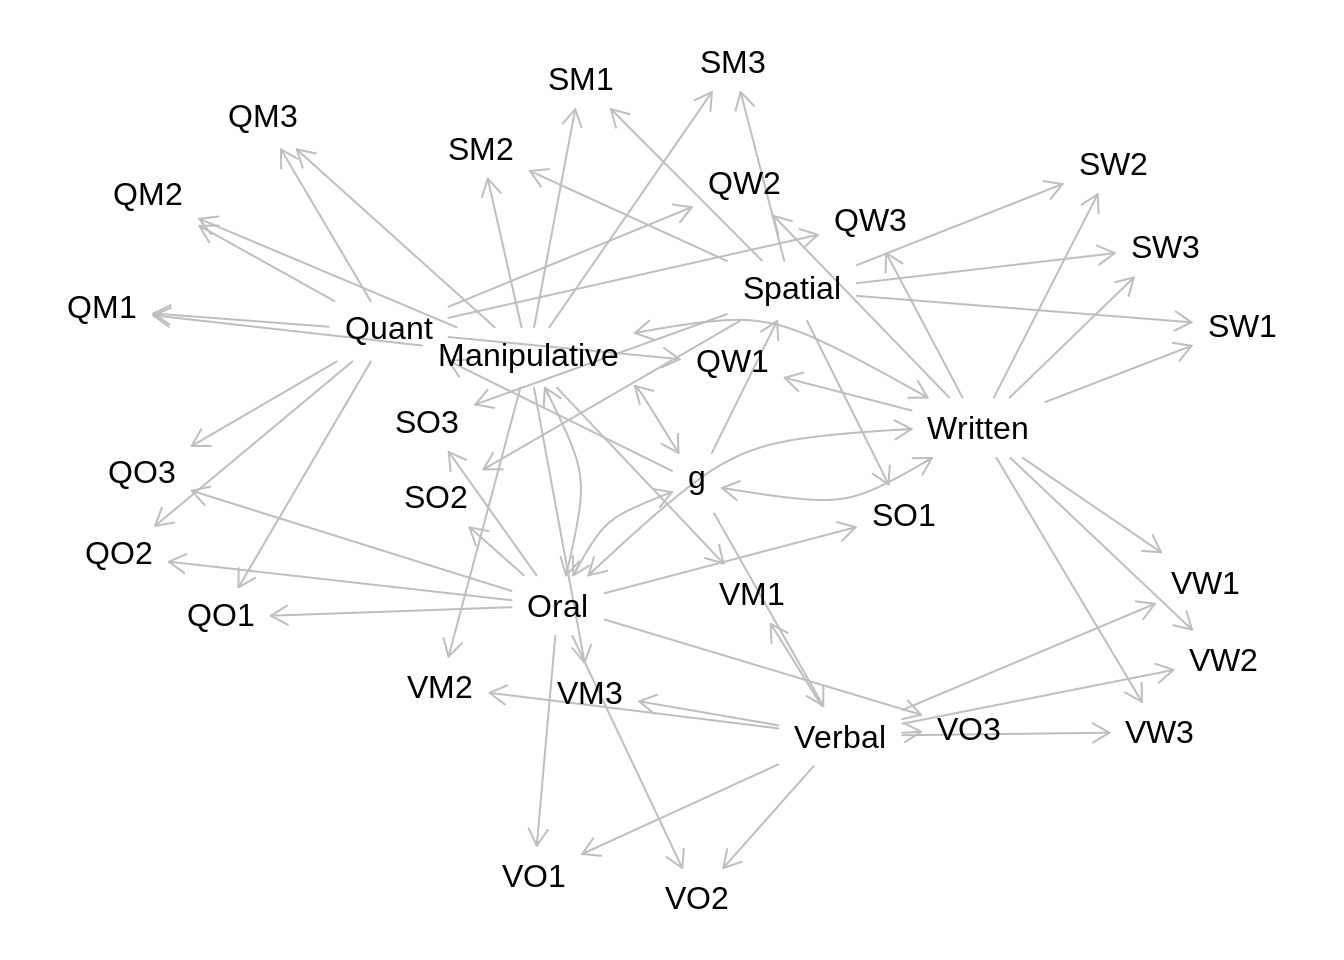 SM3
SM1
QM3
SM2
SW2
QW2
QM2
QW3
SW3
Spatial
QM1
SW1
Quant
Manipulative
QW1
SO3
Written
QO3
g
SO2
SO1
QO2
VW1
VM1
Oral
QO1
VW2
VM2
VM3
VO3
VW3
Verbal
VO1
VO2